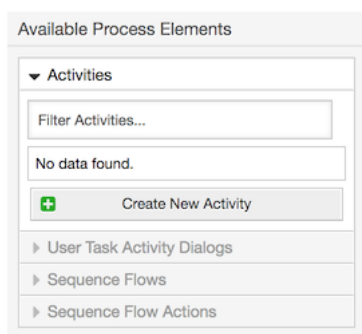 Available Process Elements
Activities
Filter Activities...
No data found.
Create New Activity
User Task Activity Dialogs
Sequence Flows
Sequence Flow Actions